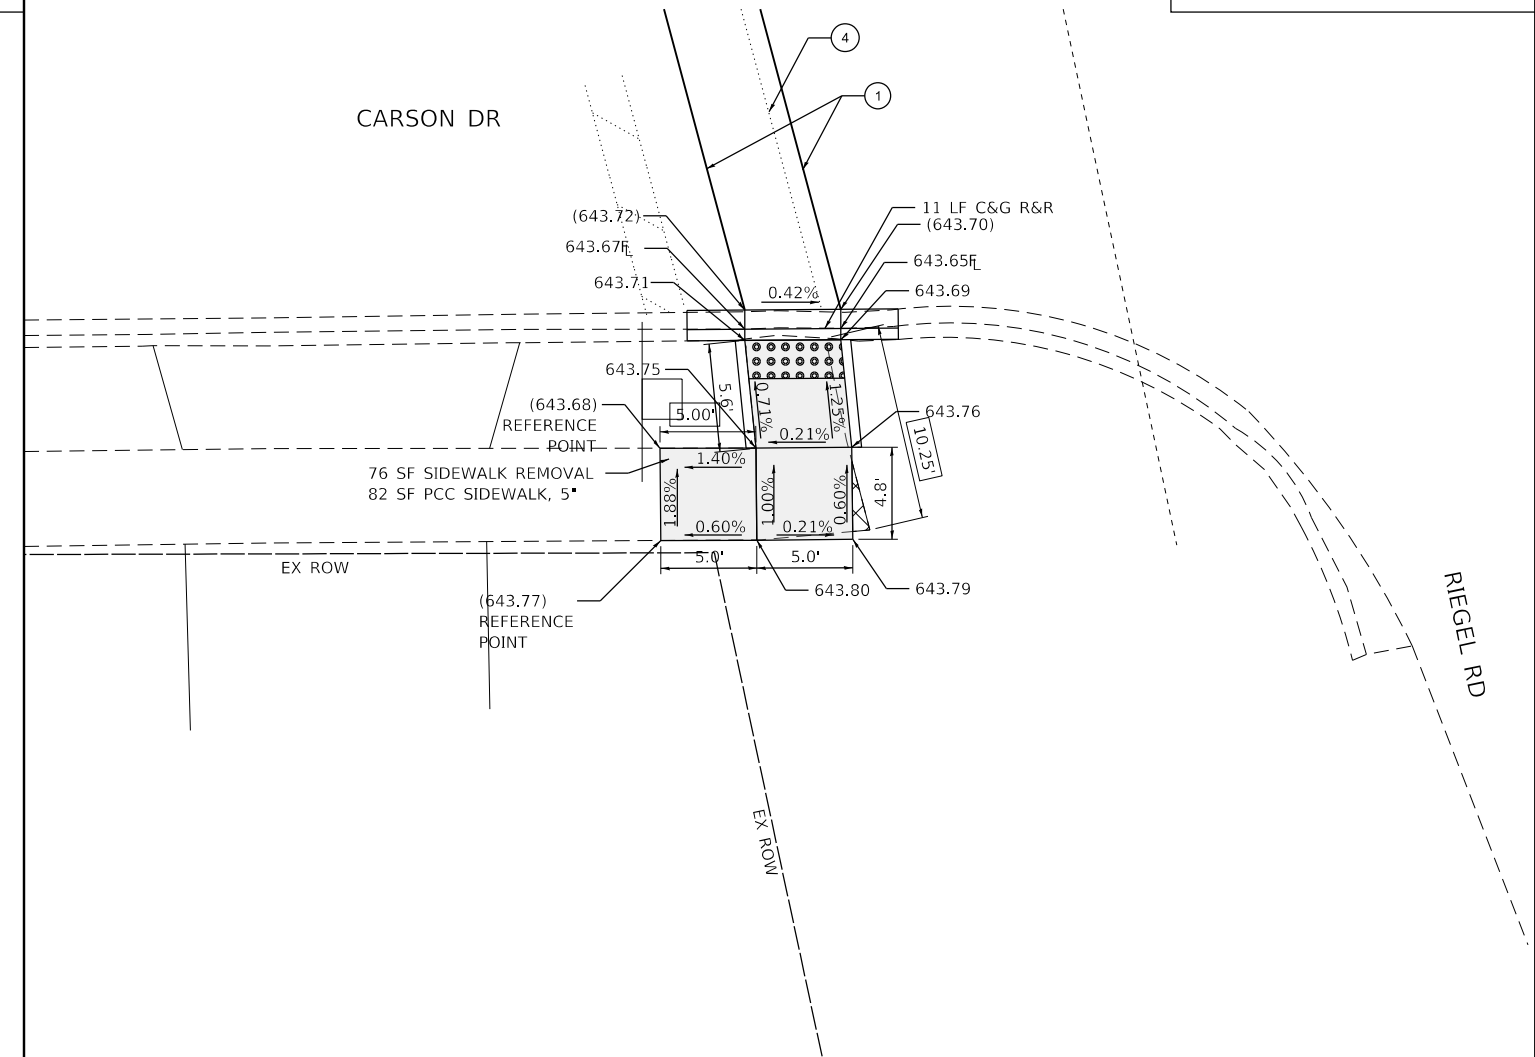 4
1
CARSON DR
(643.72)
11 LF C&G R&R
(643.70)
643.67FL
643.65FL
643.71
643.69
0.42%
643.75
5.6'
0.71%
1.25%
(643.68)
REFERENCE
POINT
5.00'
643.76
0.21%
10.25'
1.40%
76 SF SIDEWALK REMOVAL
82 SF PCC SIDEWALK, 5"
1.88%
1.00%
0.60%
4.8'
0.60%
0.21%
5.0'
5.0'
EX ROW
643.80
643.79
(643.77)
REFERENCE
POINT
RIEGEL RD
EX ROW